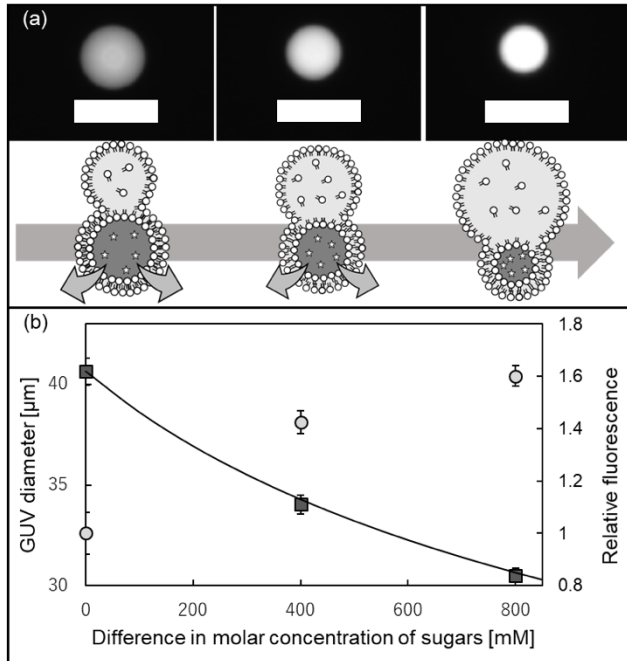 (a)
(b)
GUV diameter [µm]
40
35
30
1.8
1.6
1.4
1.2
1
0.8
Relative fluorescence
0 200 400 600 800
Difference in molar concentration of sugars [mM]